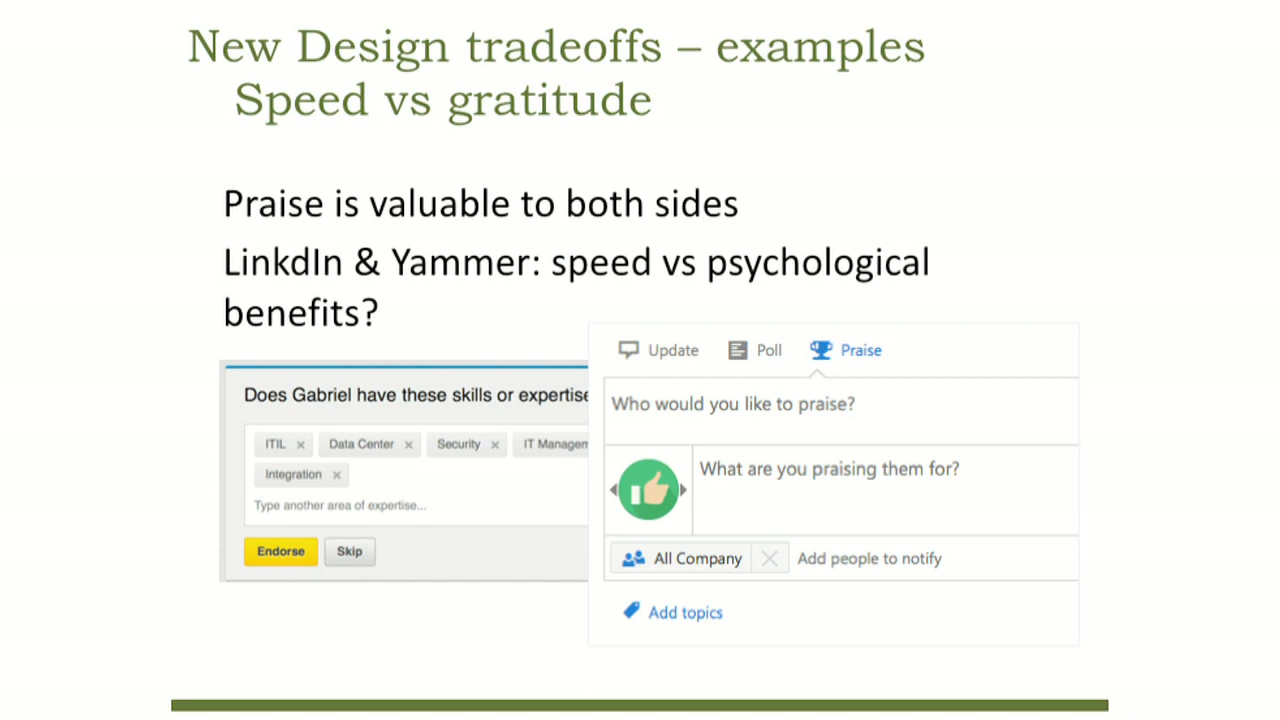 New Design tradeoffs – examples
Speed vs gratitude
Praise is valuable to both sides
LinkdIn & Yammer: speed vs psychological
benefits?
Does Gabriel have these skills or expertise
ITIL × Data Center × Security × IT Managem
Integration ×
Type another area of expertise...
Endorse Skip
Update Poll Praise
Who would you like to praise?
What are you praising them for?
All Company × Add people to notify
Add topics